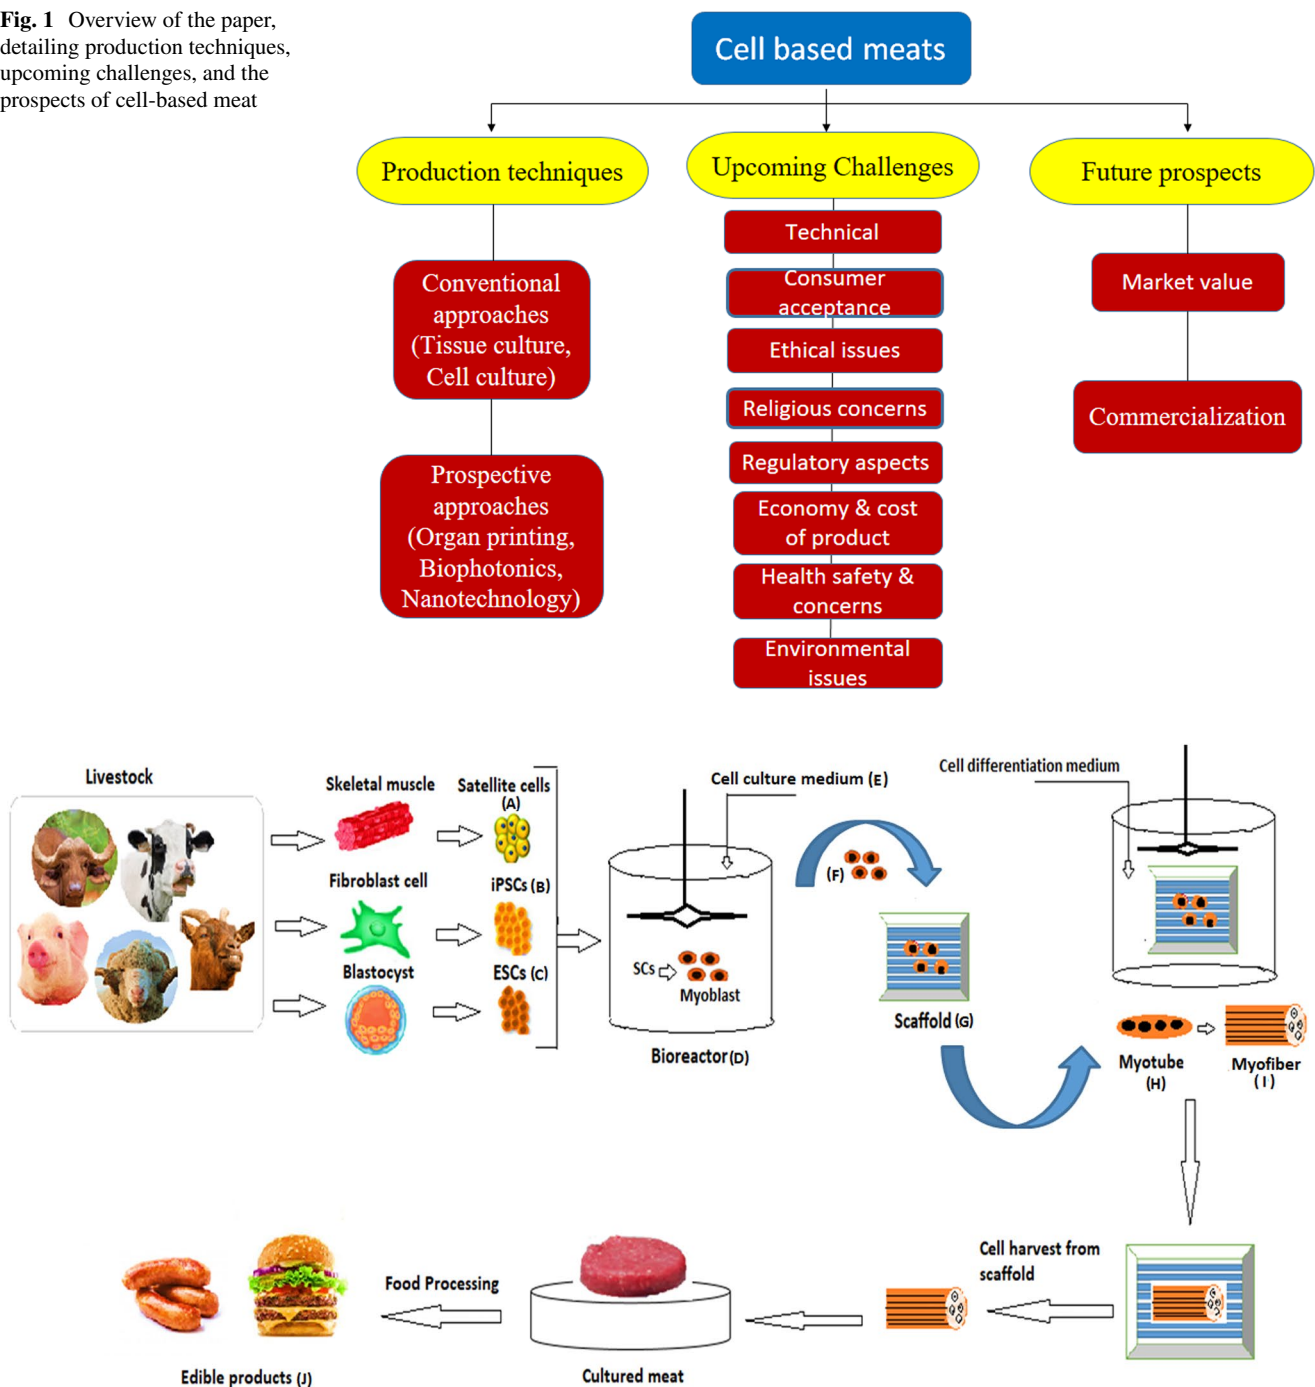 Fig. 1 Overview of the paper,
detailing production techniques,
upcoming challenges, and the
prospects of cell-based meat
Cell based meats
Production techniques
Upcoming Challenges
Future prospects
Conventional
approaches
(Tissue culture,
Cell culture)
Prospective
approaches
(Organ printing,
Biophotonics,
Nanotechnology)
Technical
Consumer
acceptance
Ethical issues
Religious concerns
Regulatory aspects
Economy & cost
of product
Health safety &
concerns
Environmental
issues
Market value
Commercialization
Livestock
Skeletal muscle
Satellite cells
(A)
Fibroblast cell
iPSCs (B)
Blastocyst
ESCs (C)
Cell culture medium (E)
SCs
Myoblast
Bioreactor (D)
(F)
Scaffold (G)
Cell differentiation medium
Myotube
(H)
Myofiber
(I)
Cell harvest from
scaffold
Cultured meat
Food Processing
Edible products (J)